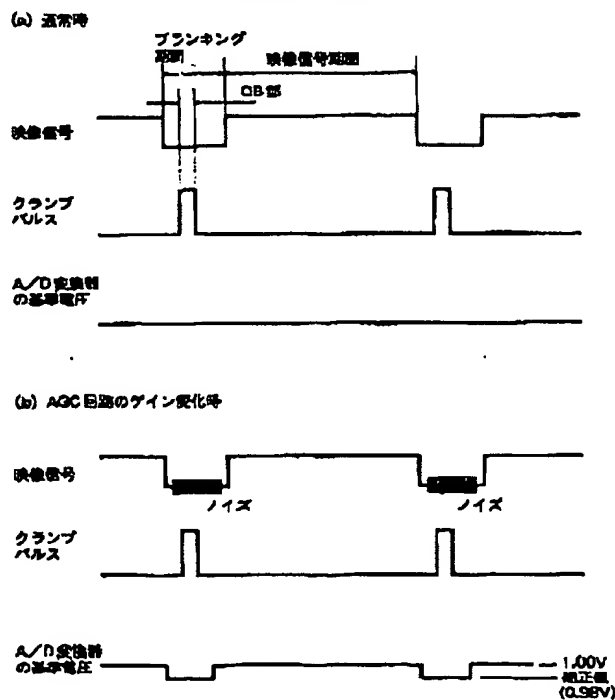 (a) 通常時
ブランキング
期間
映像信号期間
OB部
映像信号
クランプ
パルス
A/D変換器
の基準電圧
(b) AGC回路のゲイン変化時
映像信号
ノイズ
ノイズ
クランプ
パルス
A/D変換器
の基準電圧
1.00V
補正値
(0.98V)